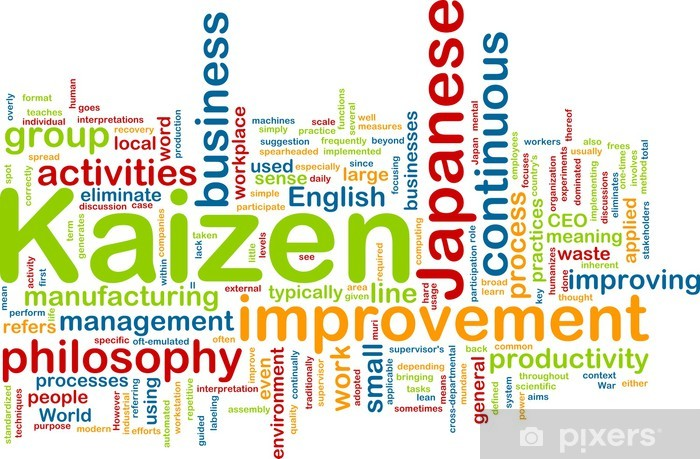 overly
format
teaches
human
goes
individual
interpretations
group
recovery
local
word
production
business
spread
activities
workplace
machines
scale
functions
simply
practice
several
well
measures
suggestion
frequently
beyond
spearheaded
implemented
used
especially
since
sense
daily
large
focusing
businesses
Japanese
Japan
mental
continuous
workers
thereof
also
usually
frees
total
employees
focuses
country's
organization
experiments
dominated
implementing
one-time
involves
method
discussions
eliminates
stakeholders
spot
correctly
eliminate
discussion
case
simple
participate
English
Kaizen
term
generates
companies
within
taken
lack
little
levels
see
computing
participation
role
process
practices
CEO
meaning
applied
waste
inherent
humanizes
done
improving
broad
learn
key
thought
activity
first
mean
manufacturing
II
external
typically
area
given
line
hard
usage
perform
life
refers
management
improvement
specific
oft-emulated
often
muri
philosophy
improve
even
environment
continually
traditionally
supervisor
work
adopted
small
applicable
supervisor's
depending
bringing
tasks
lean
sometimes
means
cross-departmental
back
mundane
general
common
productivity
throughout
scientific
context
War
either
defined
system
power
aims
processes
people
World
purpose
standardized
techniques
modern
However
industrial
referring
efforts
using
automated
workstation
repetitive
guided
labeling
interpretation
assembly
quality
pixers